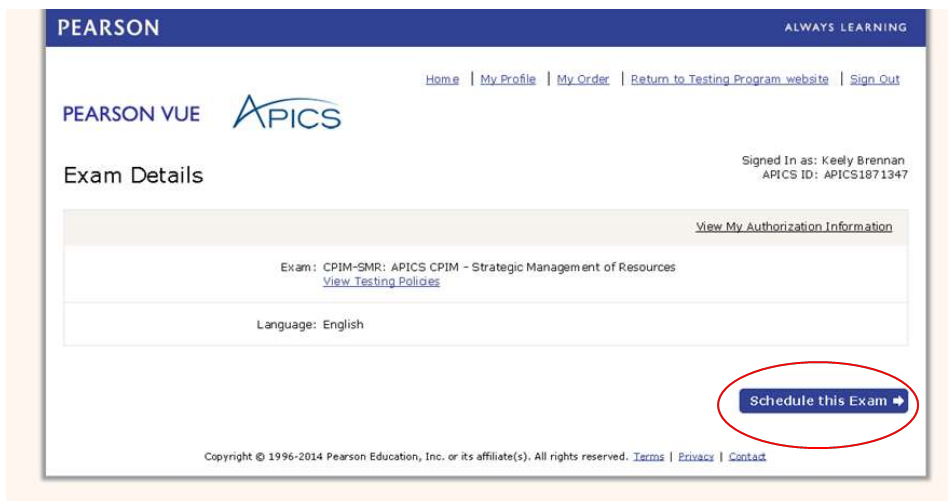 PEARSON ALWAYS LEARNING
Home | My Profile | My Order | Return to Testing Program website | Sign Out
PEARSON VUE APICS
Signed In as: Keely Brennan
Exam Details
APICS ID: APICS1871347
View My Authorization Information
Exam: CPIM-SMR: APICS CPIM - Strategic Management of Resources
View Testing Policies
Language: English
Schedule this Exam
Copyright © 1996-2014 Pearson Education, Inc. or its affiliate(s). All rights reserved. Terms | Privacy | Contact